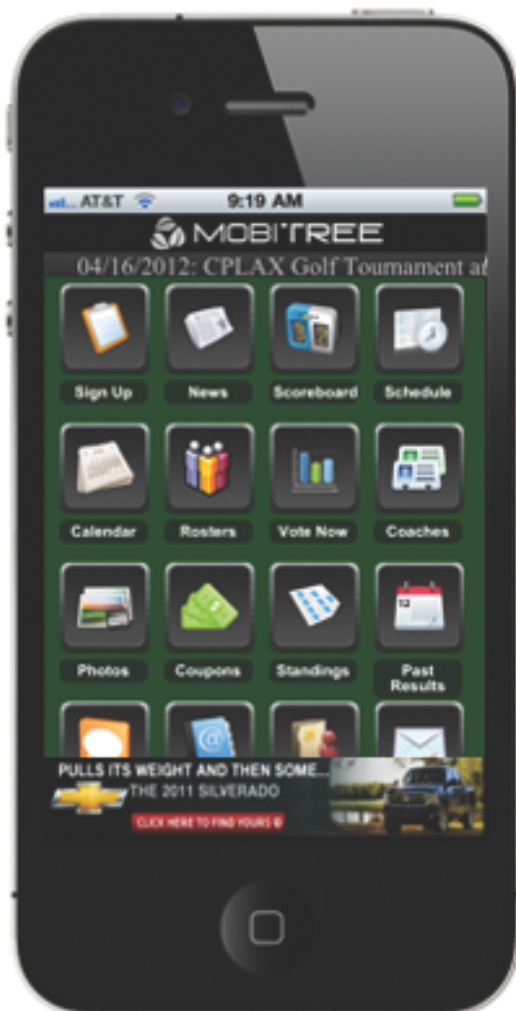 AT&T 9:19 AM
MOBITREE
04/16/2012: CPLAX Golf Tournament at
Sign Up News Scoreboard Schedule
Calendar Rosters Vote Now Coaches
12
Photos Coupons Standings Past
Results
@
PULLS ITS WEIGHT AND THEN SOME...
THE 2011 SILVERADO
CLICK HERE TO FIND YOURS